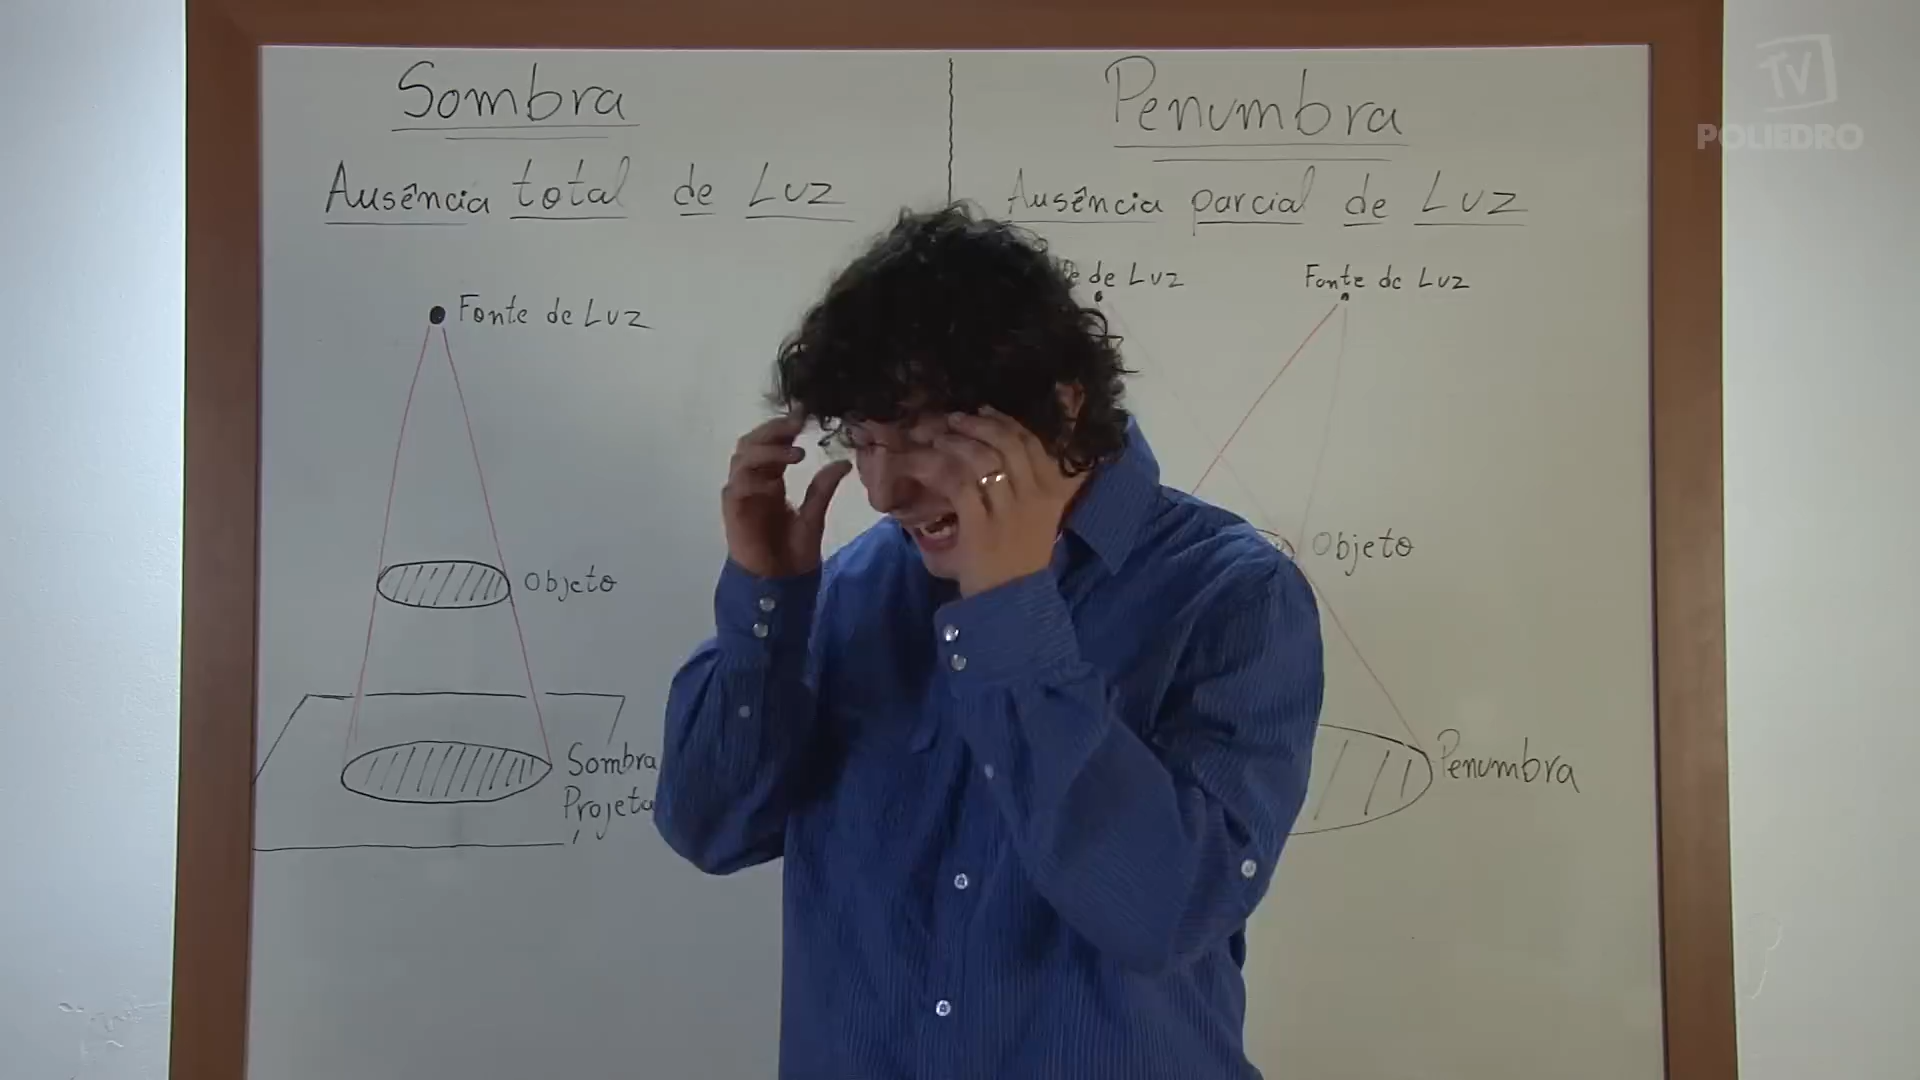 Sombra
Ausência total de Luz
Fonte de Luz
Objeto
Sombra
Penumbra
Ausência parcial de Luz
de Luz
Fonte de Luz
Objeto
Penumbra
TV
POLIEDRO